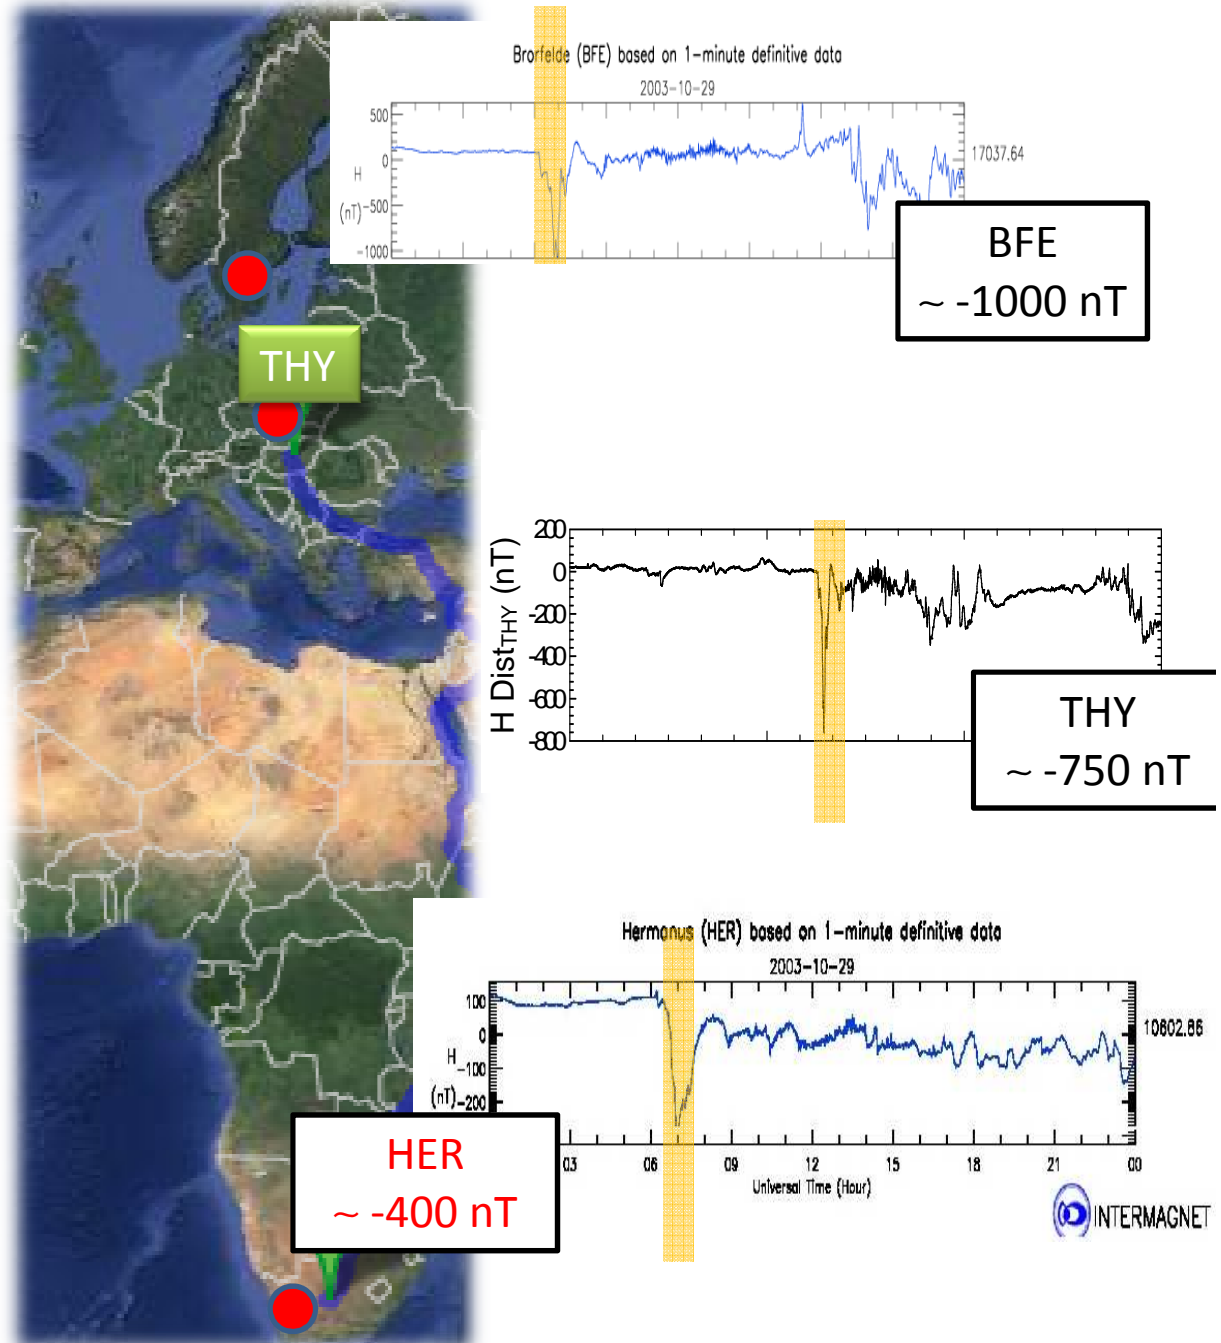 Brorfelde (BFE) based on 1-minute definitive data
2003-10-29
500
0
-500
-1000
H
(nT)
17037.64
BFE
~ -1000 nT
THY
H Dist THY (nT)
200
0
-200
-400
-600
-800
THY
~ -750 nT
Hermanus (HER) based on 1-minute definitive data
2003-10-29
100
0
-100
-200
H
(nT)
10602.86
03 06 09 12 15 18 21 00
Universal Time (Hour)
HER
~ -400 nT
INTERMAGNET